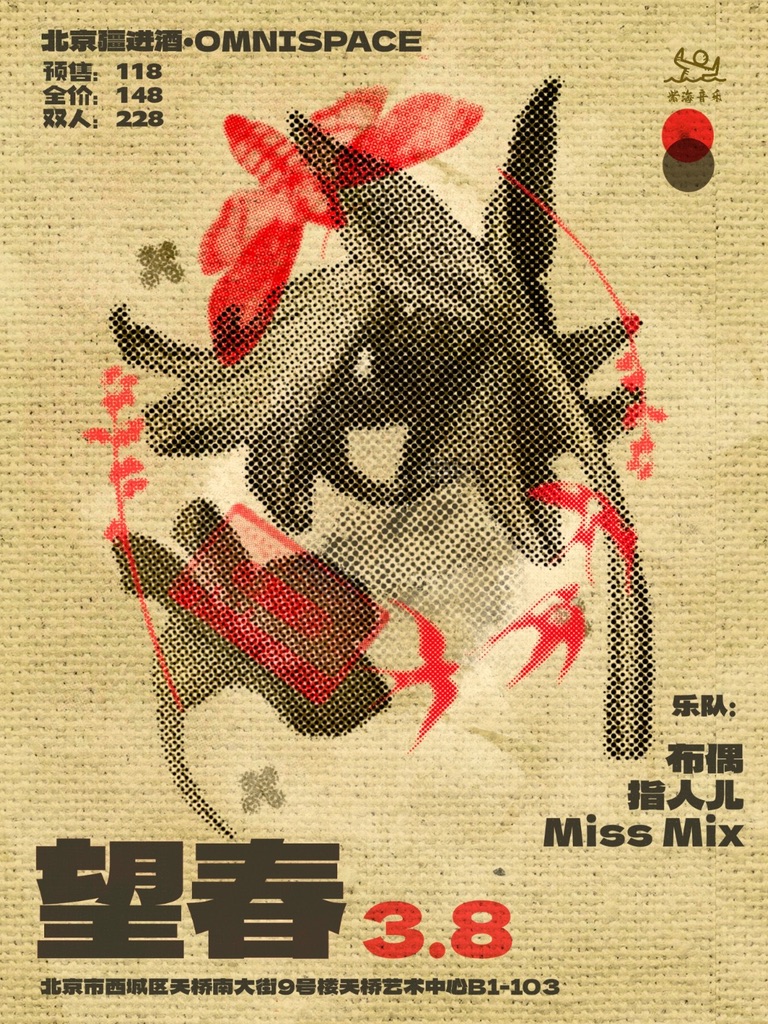 北京疆进酒·OMNISPACE
预售：118
全价：148
双人：228
紫海音乐
乐队：
布偶
指人儿
Miss Mix
望春 3.8
北京市西城区天桥南大街9号楼天桥艺术中心B1-103